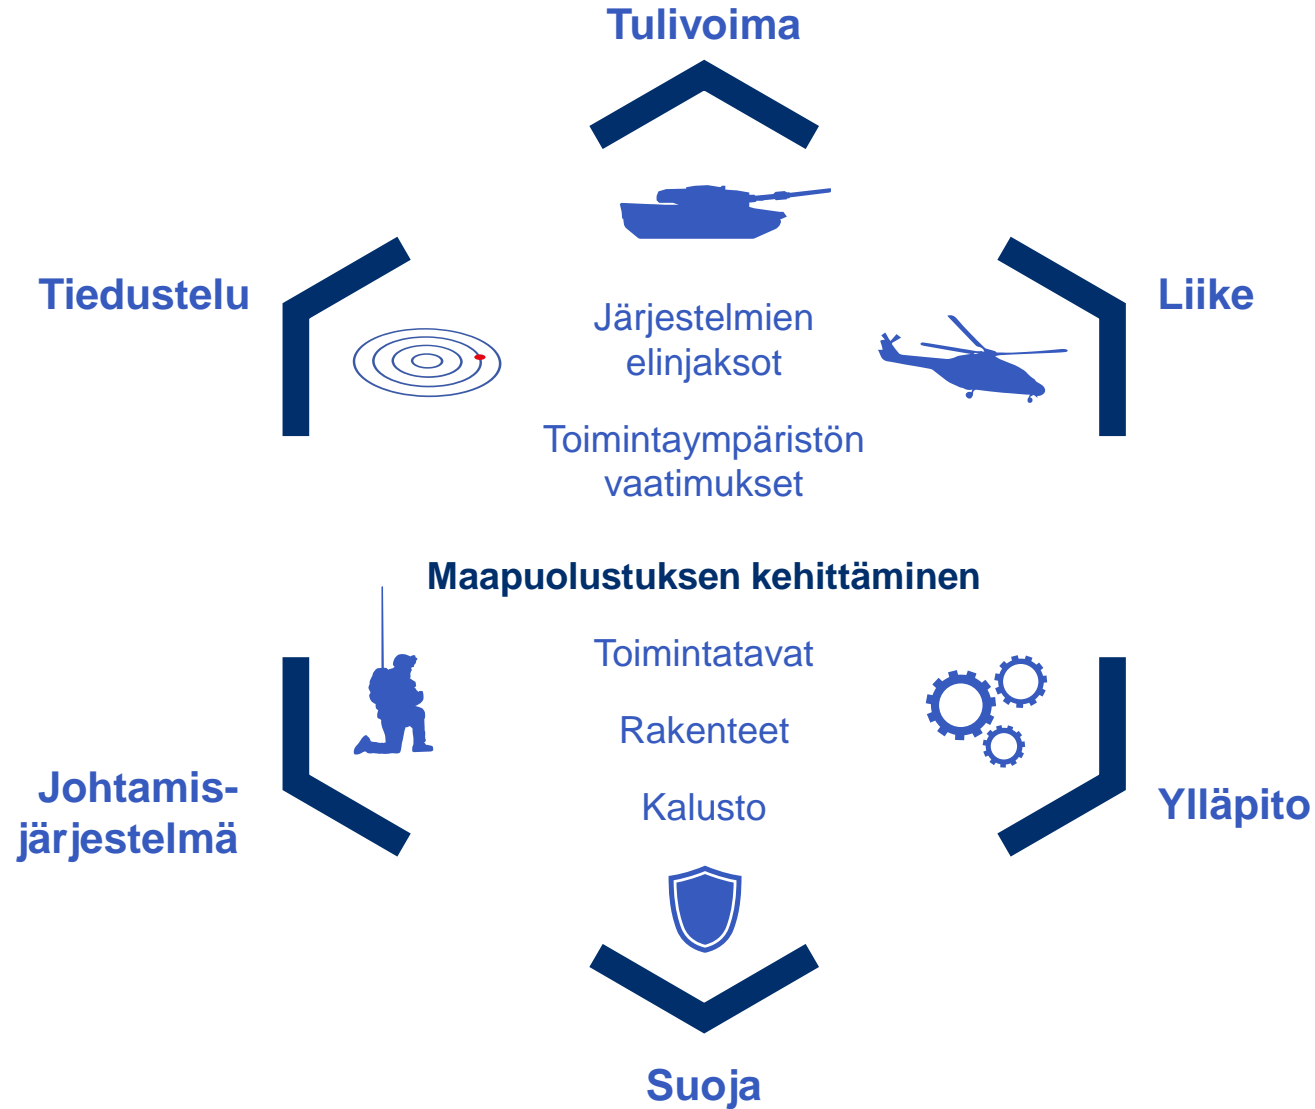 Tulivoima
Tiedustelu
Liike
Järjestelmien
elinjaksot
Toimintaympäristön
vaatimukset
Maapuolustuksen kehittäminen
Toimintatavat
Rakenteet
Kalusto
Johtamis-
järjestelmä
Ylläpito
Suoja